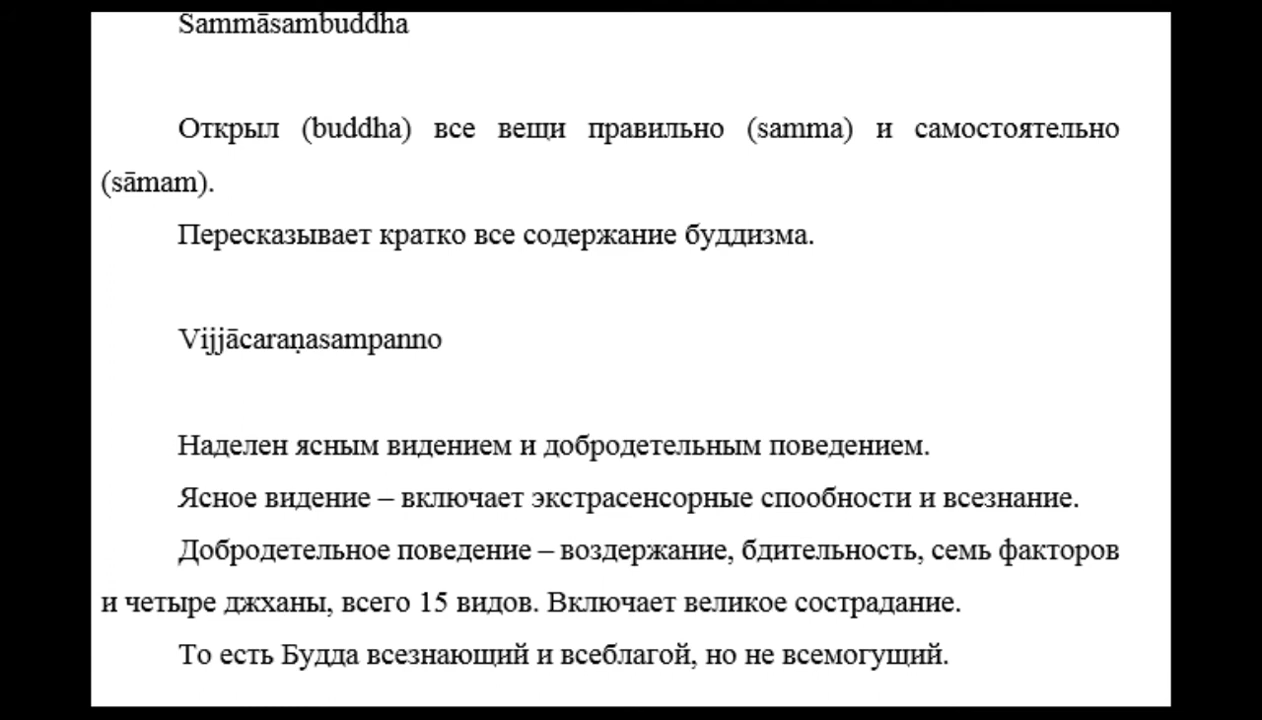 Sammāsambuddha
Открыл (buddha) все вещи правильно (samma) и самостоятельно
(sāmam).
Пересказывает кратко все содержание буддизма.
Vijjācaraṇasampanno
Наделен ясным видением и добродетельным поведением.
Ясное видение – включает экстрасенсорные спообности и всезнание.
Добродетельное поведение – воздержание, бдительность, семь факторов
и четыре джханы, всего 15 видов. Включает великое сострадание.
То есть Будда всезнающий и всеблагой, но не всемогущий.